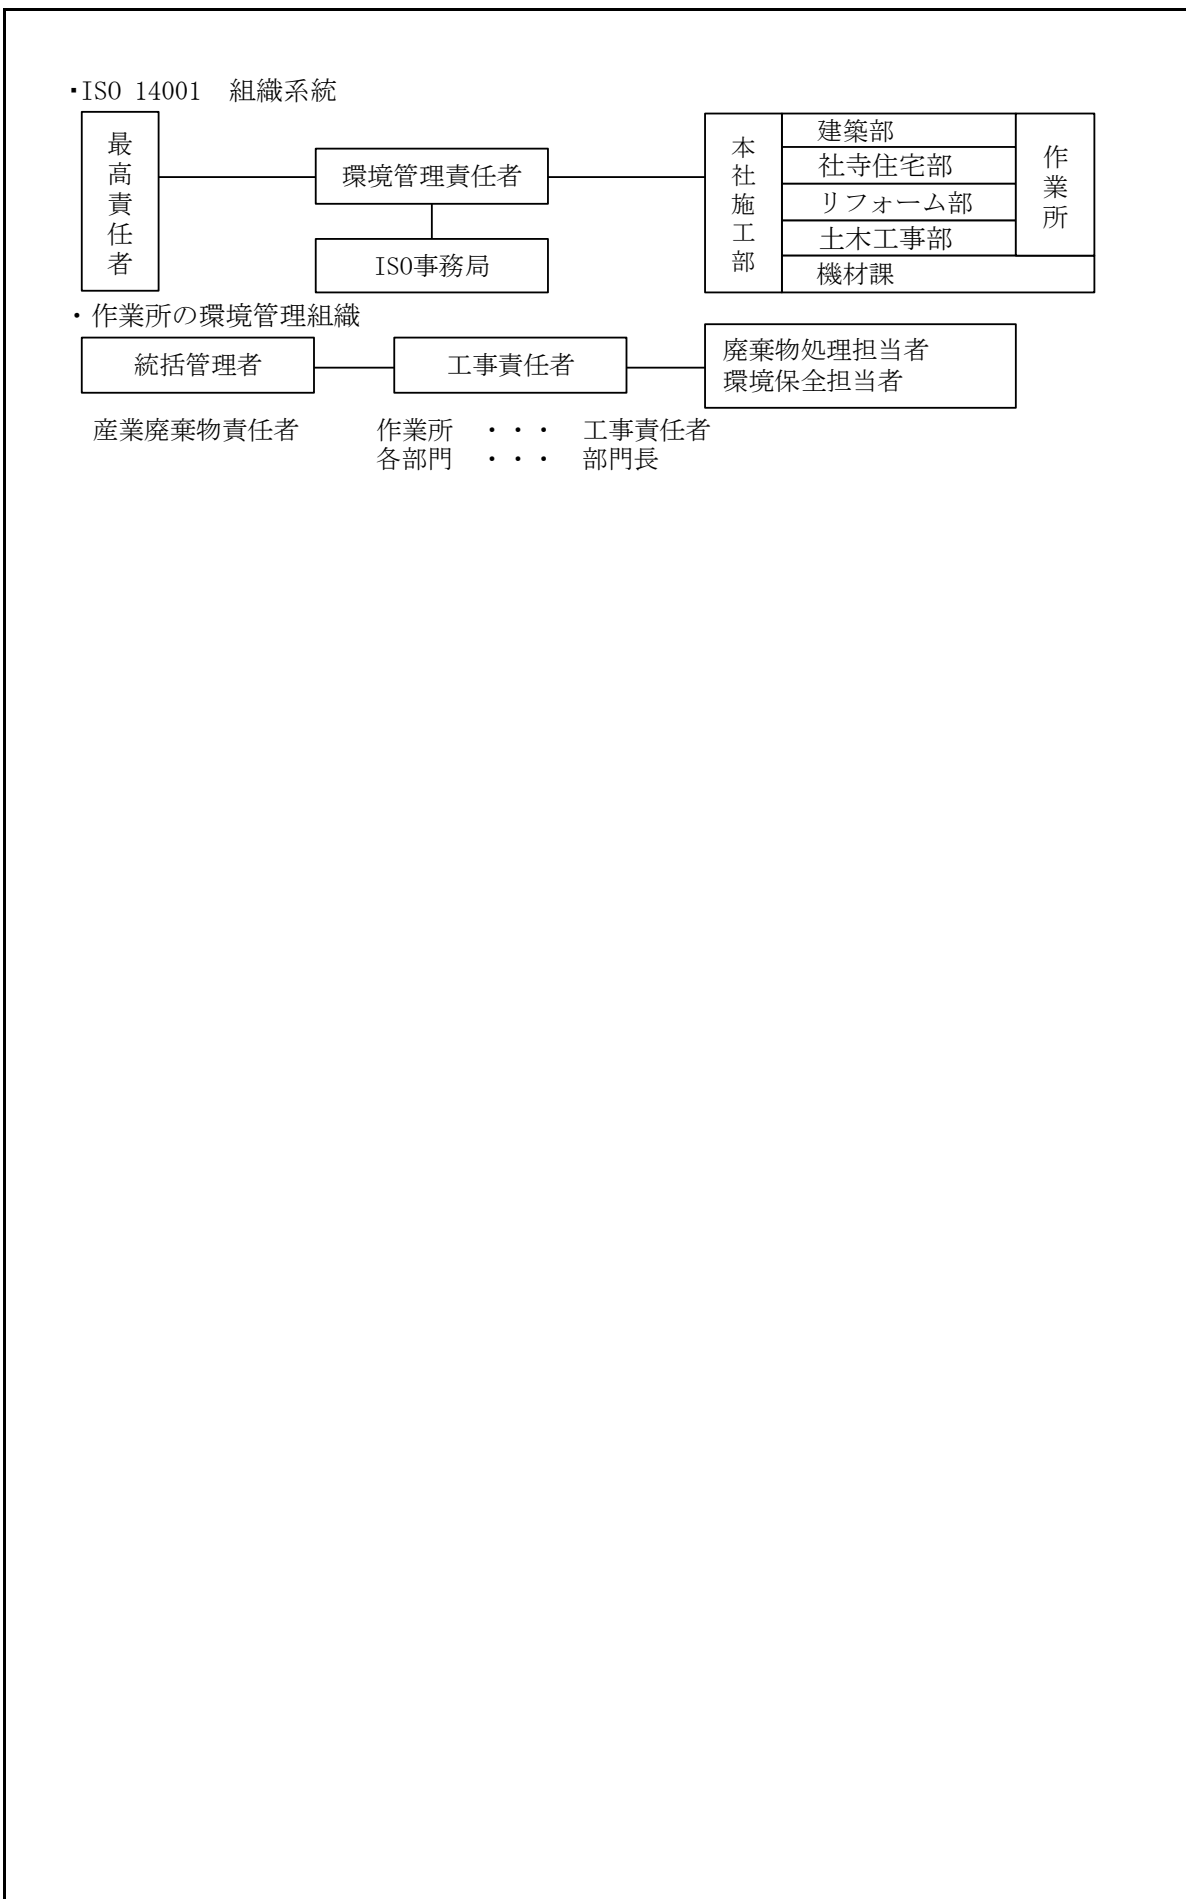 ・ISO 14001　組織系統
最高責任者
環境管理責任者
ISO事務局
本社施工部
建築部
社寺住宅部
リフォーム部
土木工事部
機材課
作業所
・作業所の環境管理組織
統括管理者
工事責任者
廃棄物処理担当者
環境保全担当者
産業廃棄物責任者　作業所　・・・　工事責任者
各部門　・・・　部門長